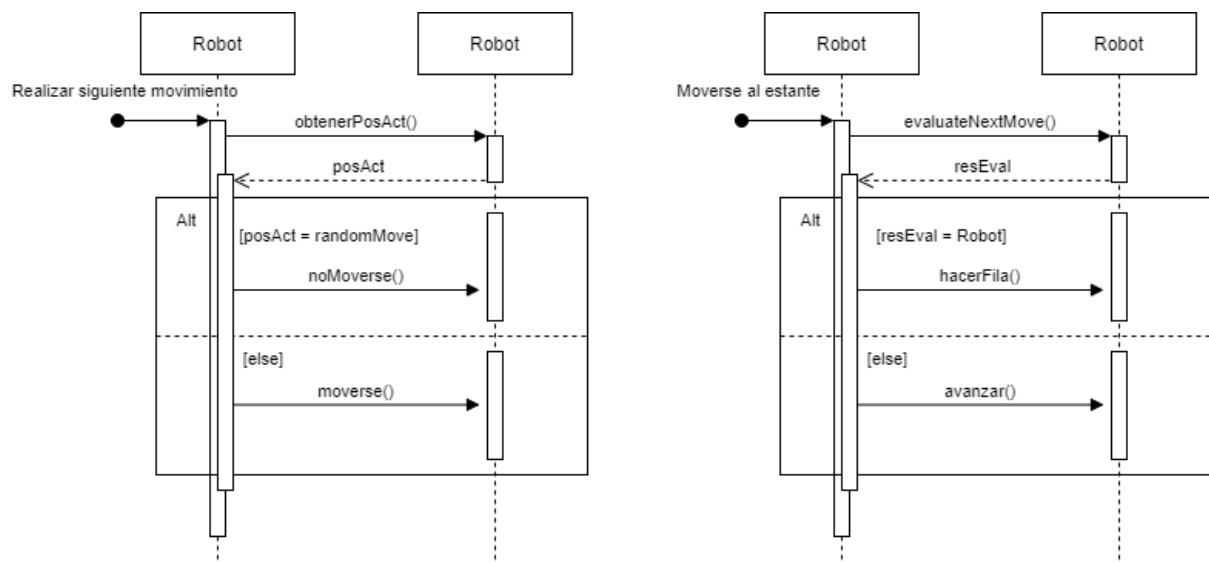 Robot
Robot
Realizar siguiente movimiento
obtenerPosAct()
posAct
Alt
[posAct = randomMove]
noMoverse()
[else]
moverse()
Robot
Robot
Moverse al estante
evaluateNextMove()
resEval
Alt
[resEval = Robot]
hacerFila()
[else]
avanzar()